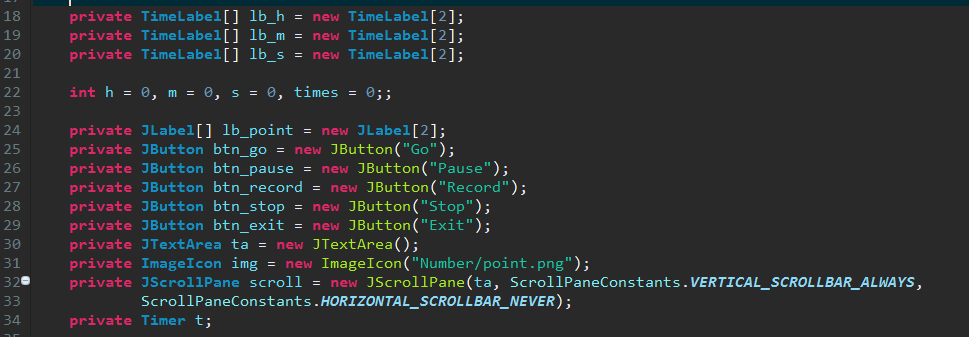 18 private TimeLabel[] lb_h = new TimeLabel[2];
19 private TimeLabel[] lb_m = new TimeLabel[2];
20 private TimeLabel[] lb_s = new TimeLabel[2];
21
22 int h = 0, m = 0, s = 0, times = 0;;
23
24 private JLabel[] lb_point = new JLabel[2];
25 private JButton btn_go = new JButton("Go");
26 private JButton btn_pause = new JButton("Pause");
27 private JButton btn_record = new JButton("Record");
28 private JButton btn_stop = new JButton("Stop");
29 private JButton btn_exit = new JButton("Exit");
30 private JTextArea ta = new JTextArea();
31 private ImageIcon img = new ImageIcon("Number/point.png");
32 private JScrollPane scroll = new JScrollPane(ta, ScrollPaneConstants.VERTICAL_SCROLLBAR_ALWAYS,
33 ScrollPaneConstants.HORIZONTAL_SCROLLBAR_NEVER);
34 private Timer t;